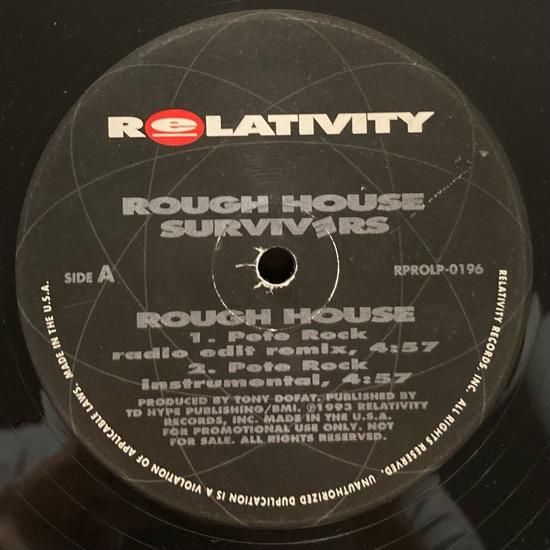 RELATIVITY
ROUGH HOUSE
SURVIVERS
SIDE A
RPROLP-0196
ROUGH HOUSE
1. Pete Rock
radio edit remix, 4:57
2. Pete Rock
instrumental, 4:57
PRODUCED BY TONY DOFAT. PUBLISHED BY
TD HYPE PUBLISHING/BMI. ℗1993 RELATIVITY
RECORDS, INC. MADE IN THE U.S.A.
FOR PROMOTIONAL USE ONLY. NOT
FOR SALE. ALL RIGHTS RESERVED.
RELATIVITY RECORDS, INC. ALL RIGHTS RESERVED. UNAUTHORIZED DUPLICATION IS A VIOLATION OF APPLICABLE LAWS. MADE IN THE U.S.A.